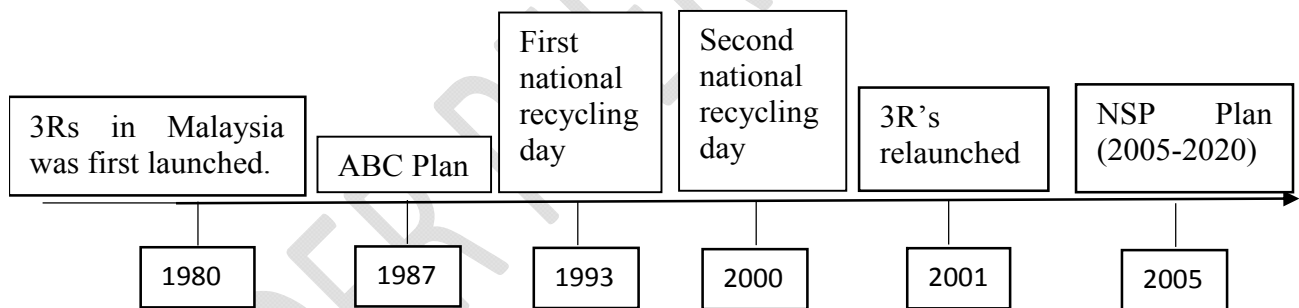 3Rs in Malaysia
was first launched.
ABC Plan
First
national
recycling
day
Second
national
recycling
day
3R's
relaunched
NSP Plan
(2005-2020)
1980
1987
1993
2000
2001
2005